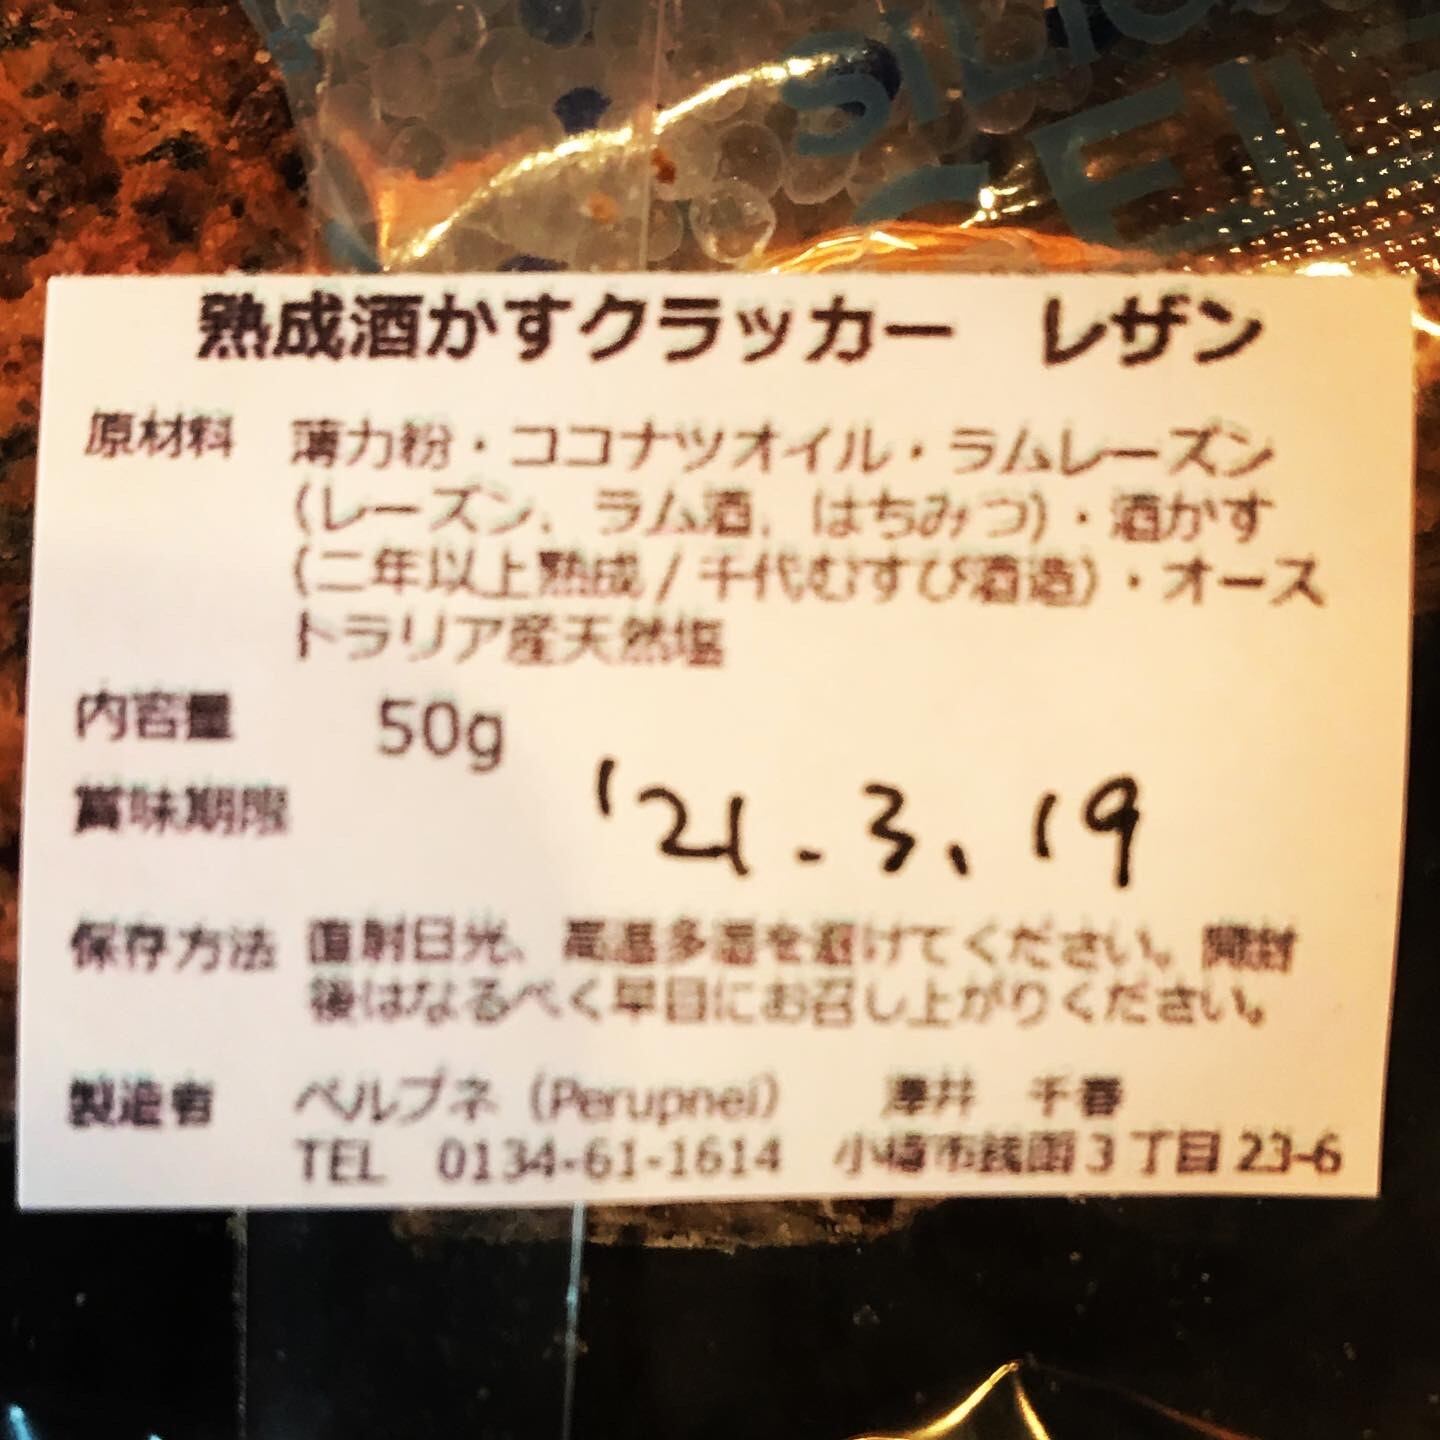 熟成酒かすクラッカー レザン
原材料 薄力粉・ココナツオイル・ラムレーズン
(レーズン、ラム酒、はちみつ)・酒かす
(二年以上熟成/千代むすび酒造)・オース
トラリア産天然塩
内容量 50g
賞味期限 '21.3.19
保存方法 直射日光、高温多湿を避けてください。開封
後はなるべく早目にお召し上がりください。
製造者 ペルプネ (Perupnei) 澤井 千春
TEL 0134-61-1614 小樽市銭函3丁目23-6